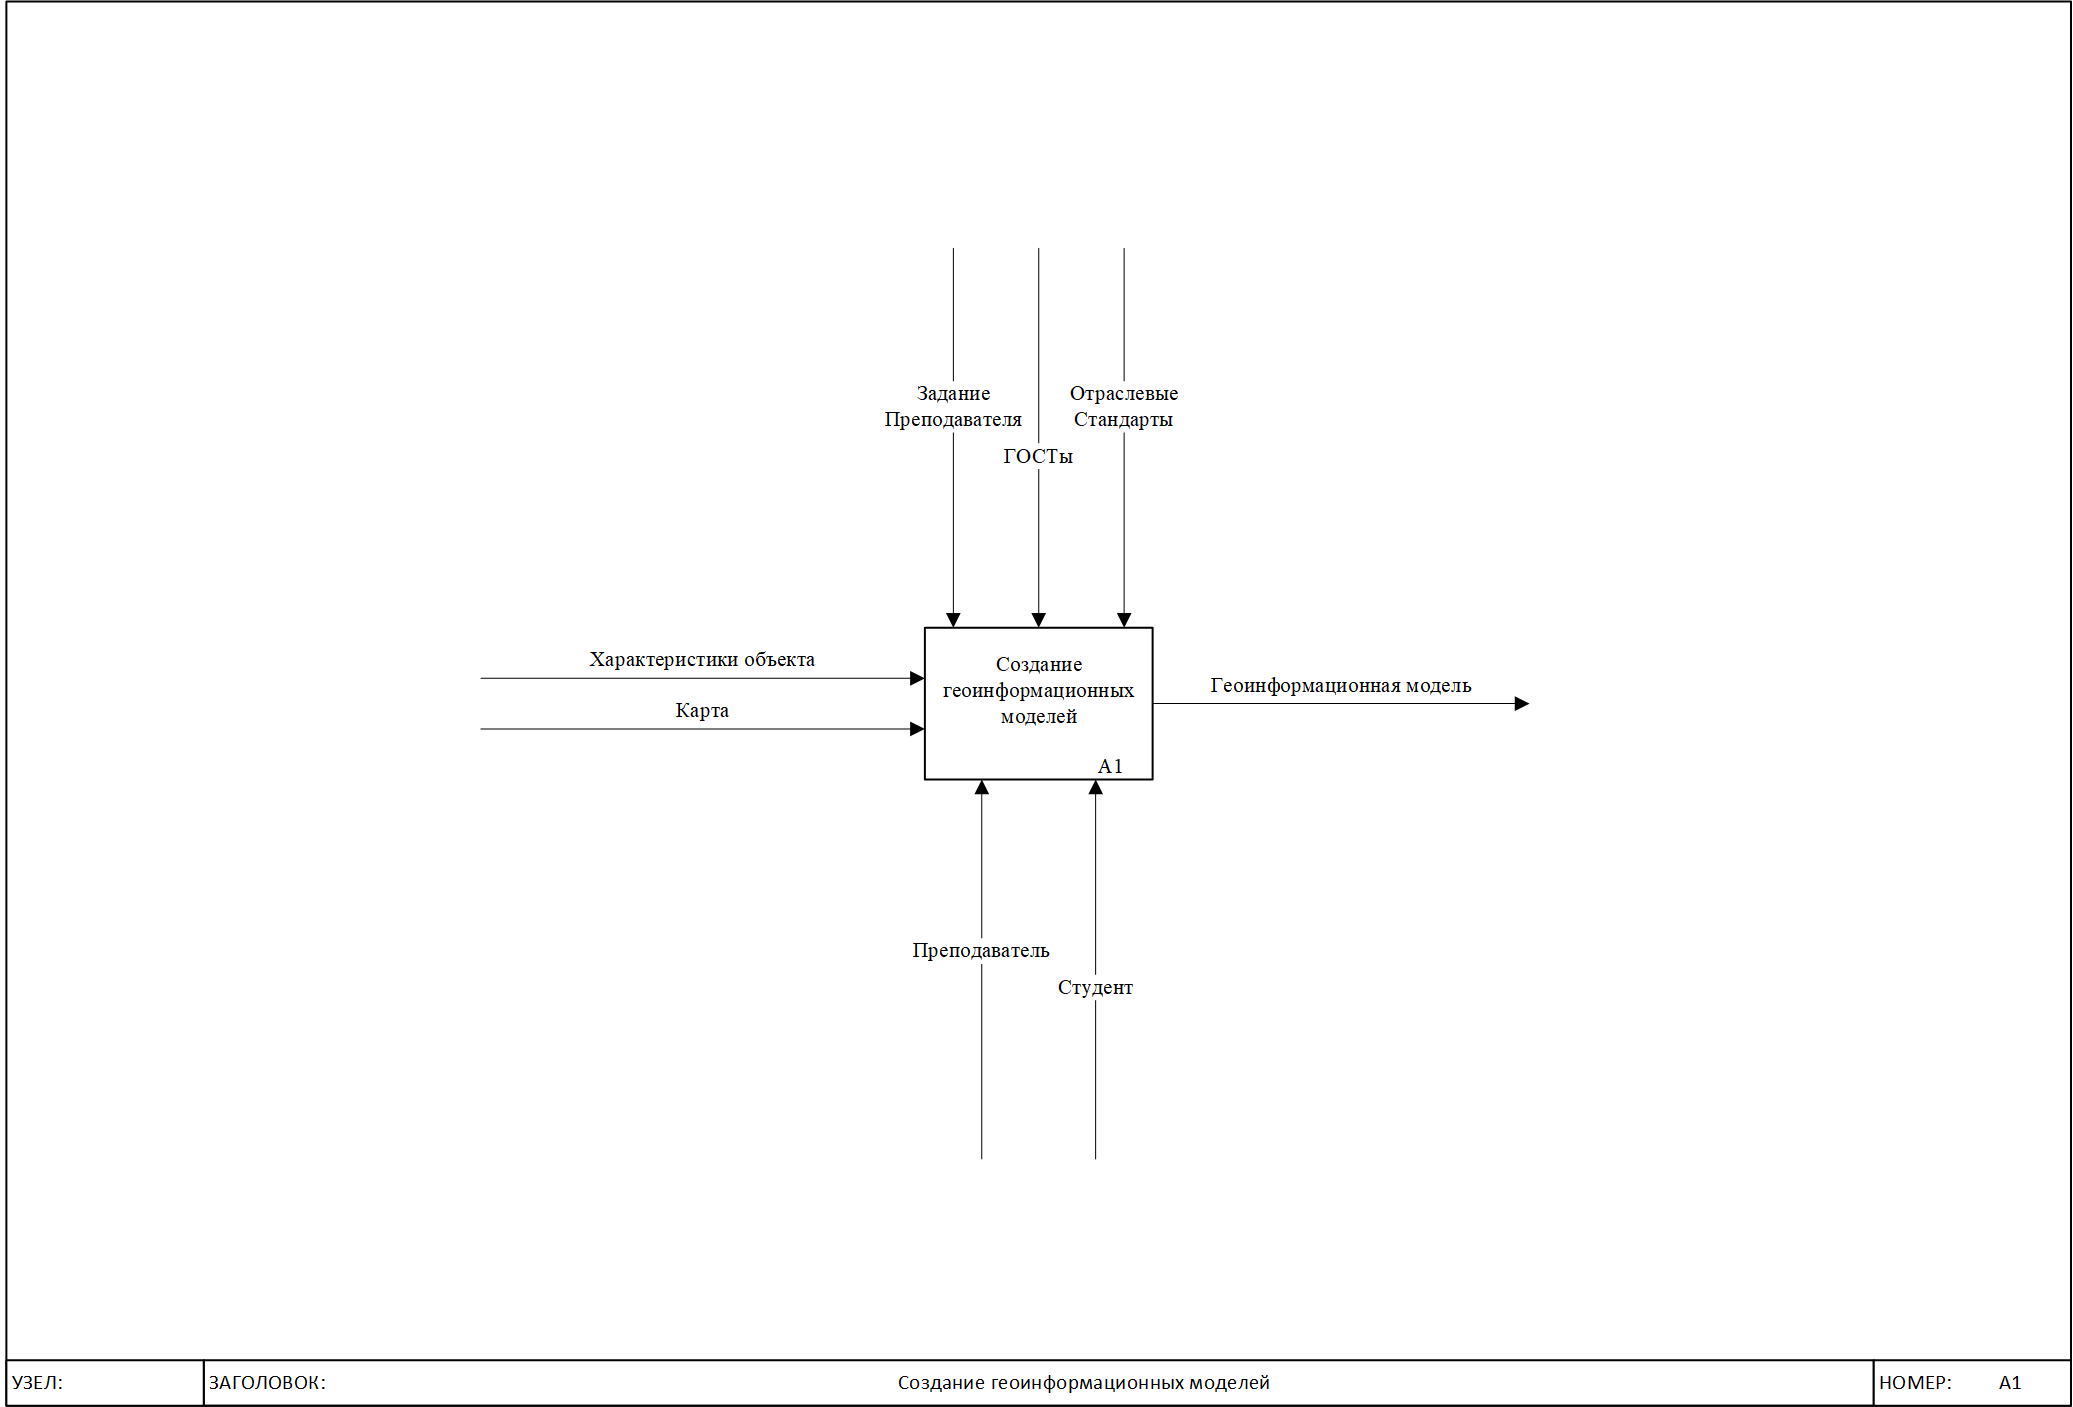 Задание
Преподавателя
Отраслевые
Стандарты
ГОСТы
Характеристики объекта
Карта
Создание
геоинформационных
моделей
А1
Геоинформационная модель
Преподаватель
Студент
УЗЕЛ:
ЗАГОЛОВОК:
Создание геоинформационных моделей
НОМЕР:
А1